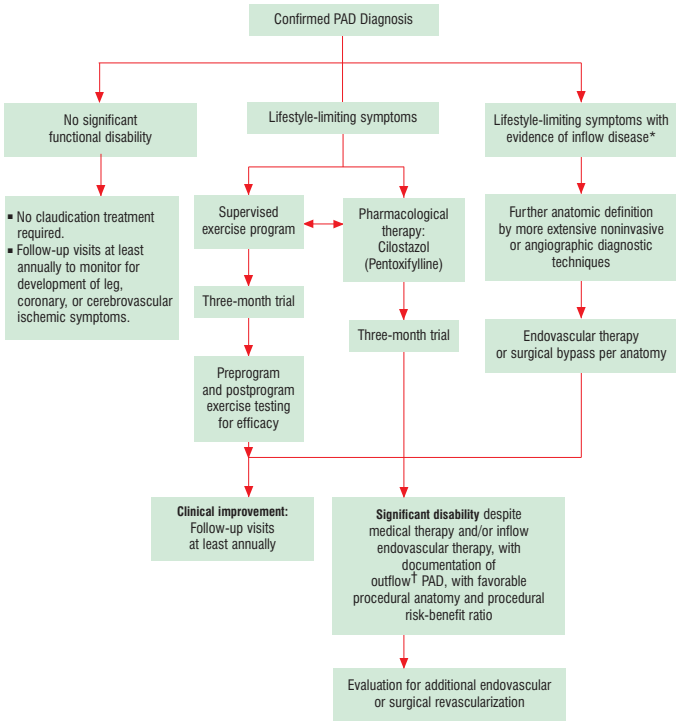 Confirmed PAD Diagnosis
No significant
functional disability
Lifestyle-limiting symptoms
Lifestyle-limiting symptoms with
evidence of inflow disease*
▪ No claudication treatment
required.
▪ Follow-up visits at least
annually to monitor for
development of leg,
coronary, or cerebrovascular
ischemic symptoms.
Supervised
exercise program
Pharmacological
therapy:
Cilostazol
(Pentoxifylline)
Further anatomic definition
by more extensive noninvasive
or angiographic diagnostic
techniques
Three-month trial
Three-month trial
Endovascular therapy
or surgical bypass per anatomy
Preprogram
and postprogram
exercise testing
for efficacy
Clinical improvement:
Follow-up visits
at least annually
Significant disability despite
medical therapy and/or inflow
endovascular therapy, with
documentation of
outflow† PAD, with favorable
procedural anatomy and procedural
risk-benefit ratio
Evaluation for additional endovascular
or surgical revascularization